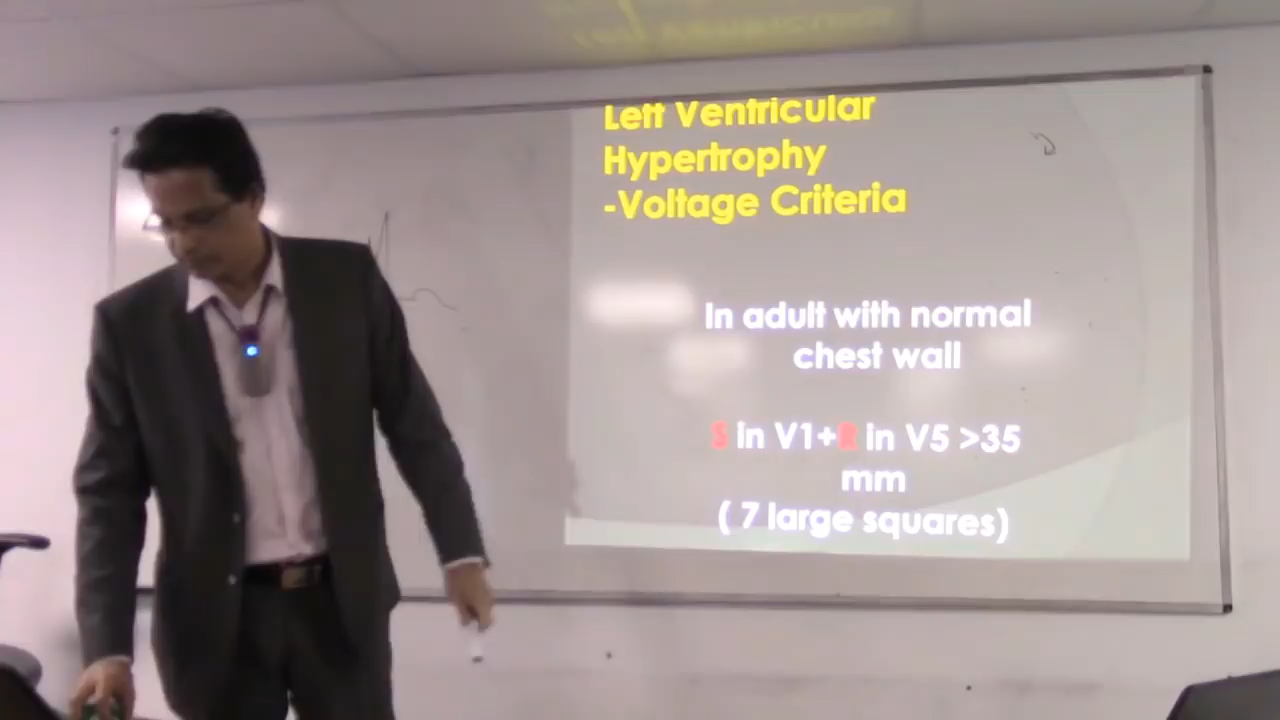 Left Ventricular
Hypertrophy
-Voltage Criteria
In adult with normal
chest wall
S in V1+R in V5 >35
mm
( 7 large squares)